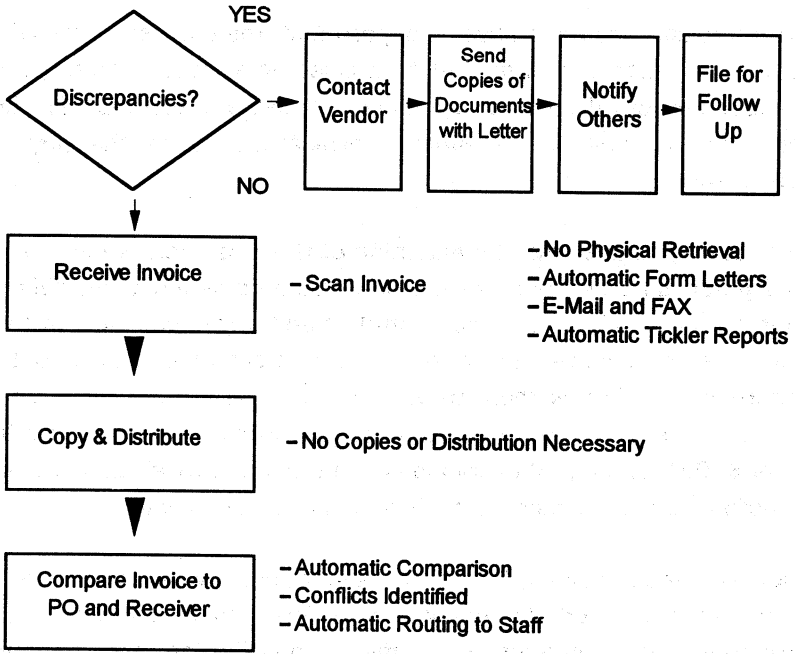 YES
Discrepancies?
Contact
Vendor
Send
Copies of
Documents
with Letter
Notify
Others
File for
Follow
Up
NO
Receive Invoice
– Scan Invoice
– No Physical Retrieval
– Automatic Form Letters
– E-Mail and FAX
– Automatic Tickler Reports
Copy & Distribute
– No Copies or Distribution Necessary
Compare Invoice to
PO and Receiver
– Automatic Comparison
– Conflicts Identified
– Automatic Routing to Staff